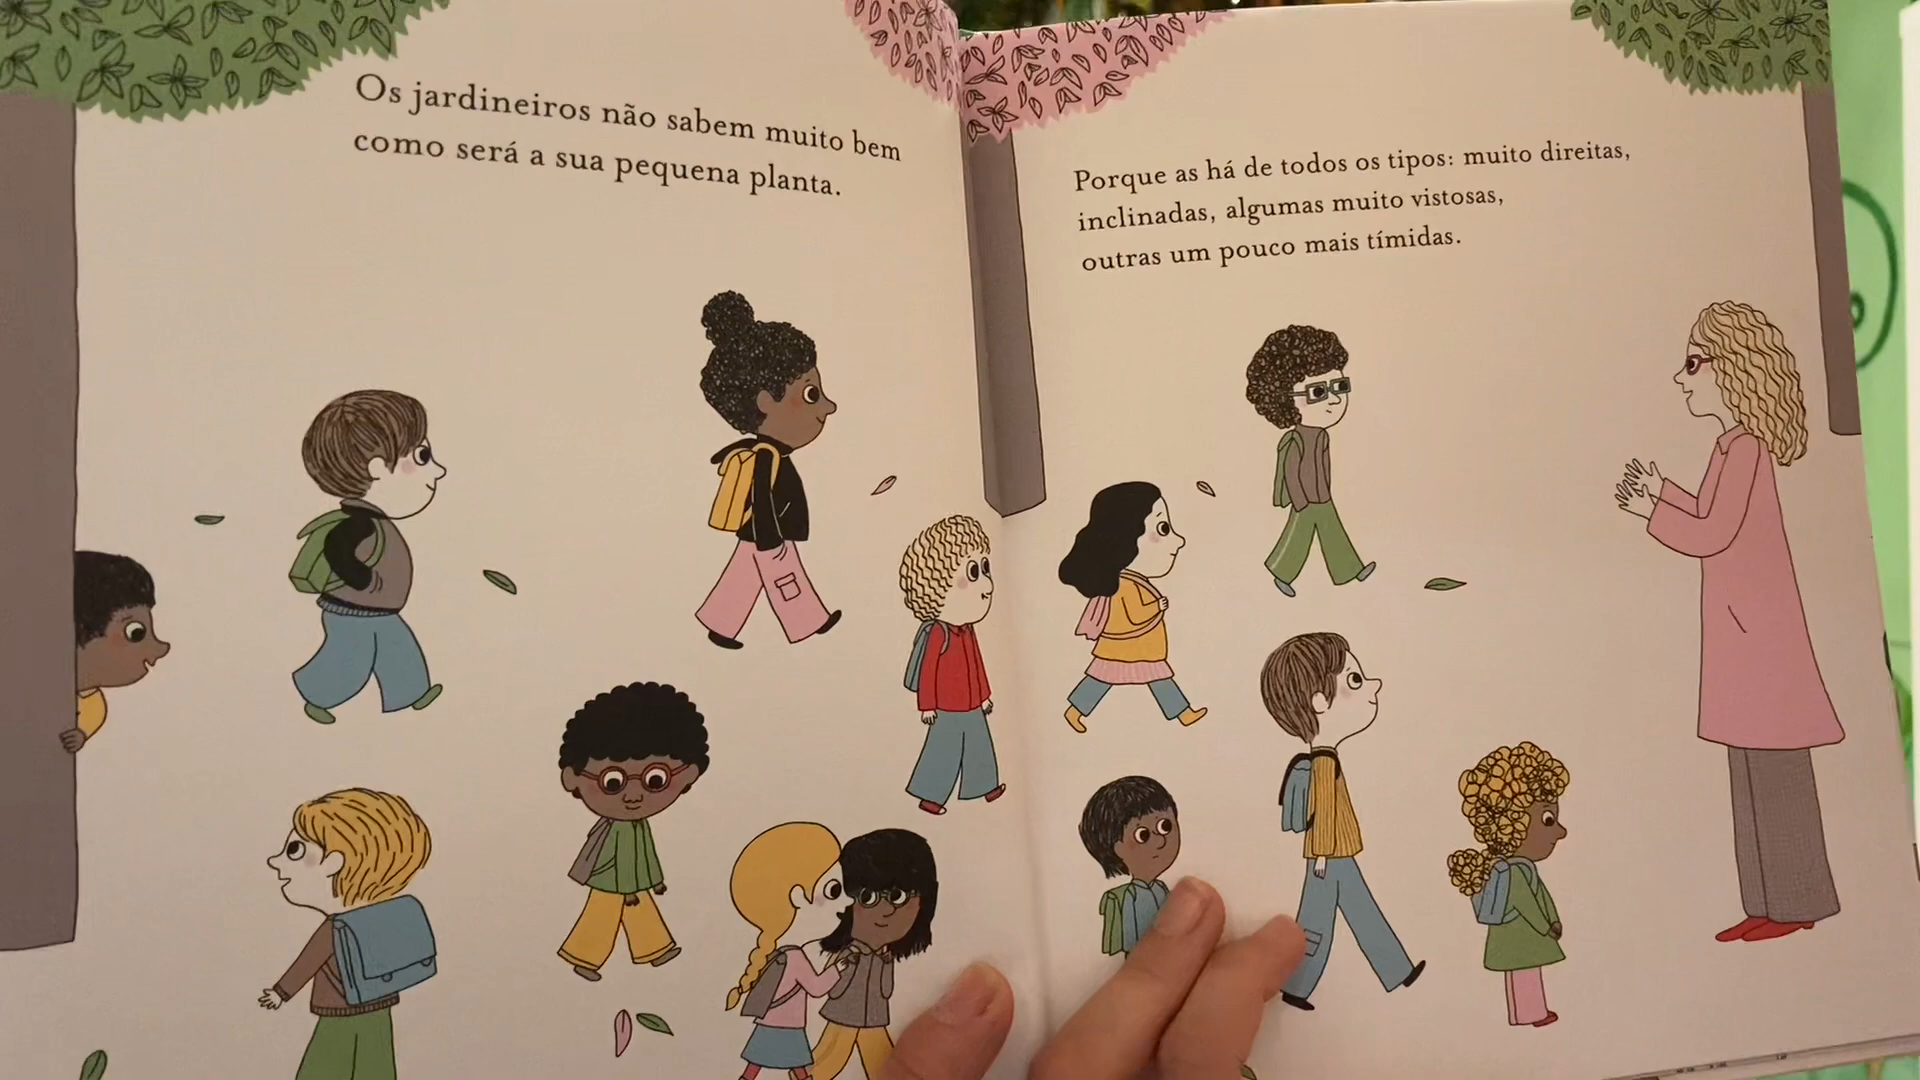 Os jardineiros não sabem muito bem
como será a sua pequena planta.
Porque as há de todos os tipos: muito direitas,
inclinadas, algumas muito vistosas,
outras um pouco mais tímidas.